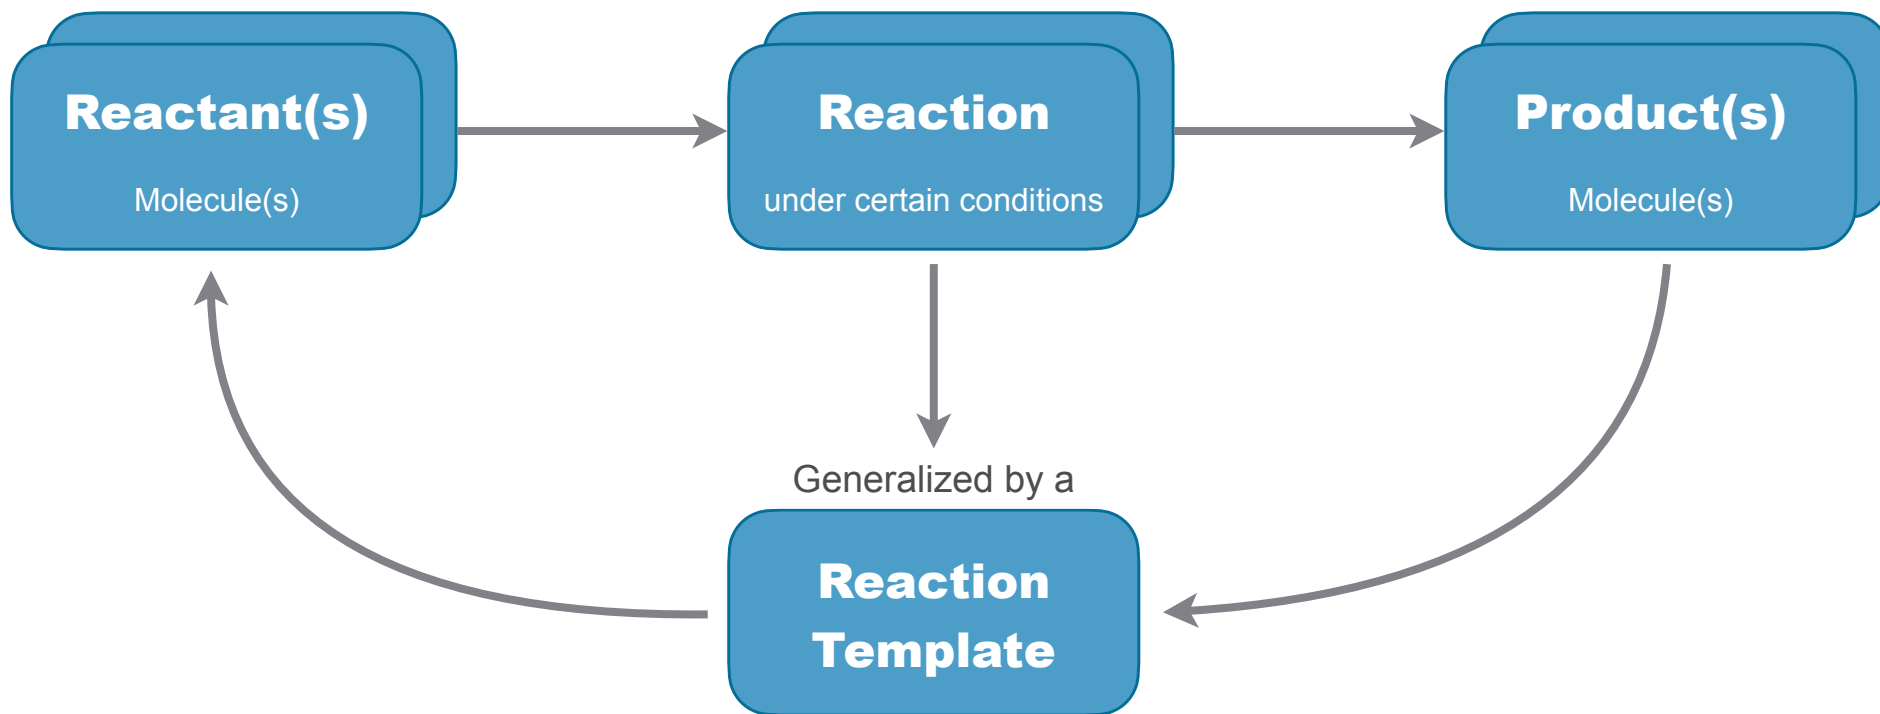 Reactant(s)
Molecule(s)
Reaction
under certain conditions
Product(s)
Molecule(s)
Generalized by a
Reaction
Template